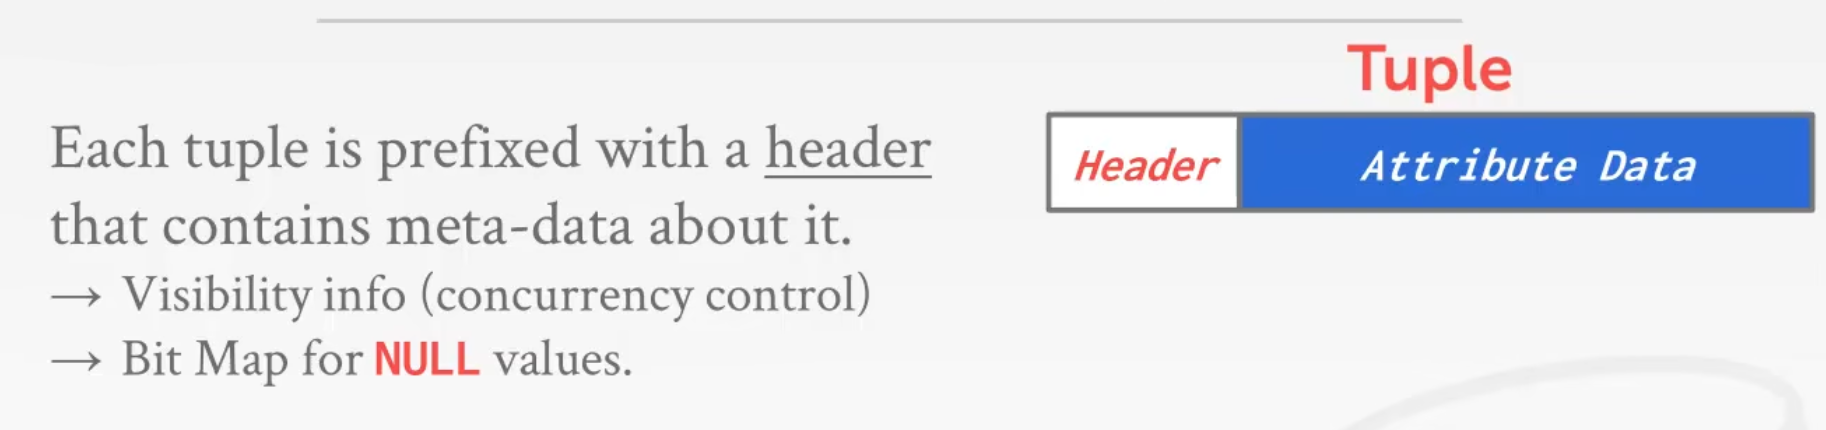 Tuple
Each tuple is prefixed with a header
that contains meta-data about it.
→ Visibility info (concurrency control)
→ Bit Map for NULL values.
Header
Attribute Data